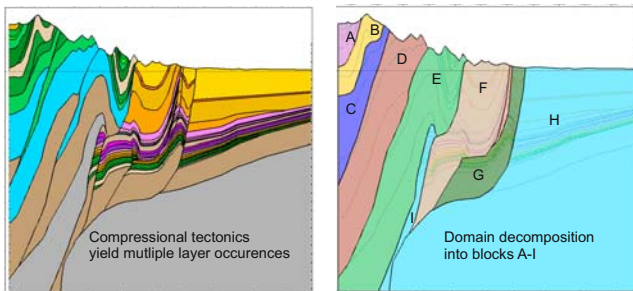 Compressional tectonics
yield mutliple layer occurences
A
B
C
D
E
F
G
H
I
Domain decomposition
into blocks A-I